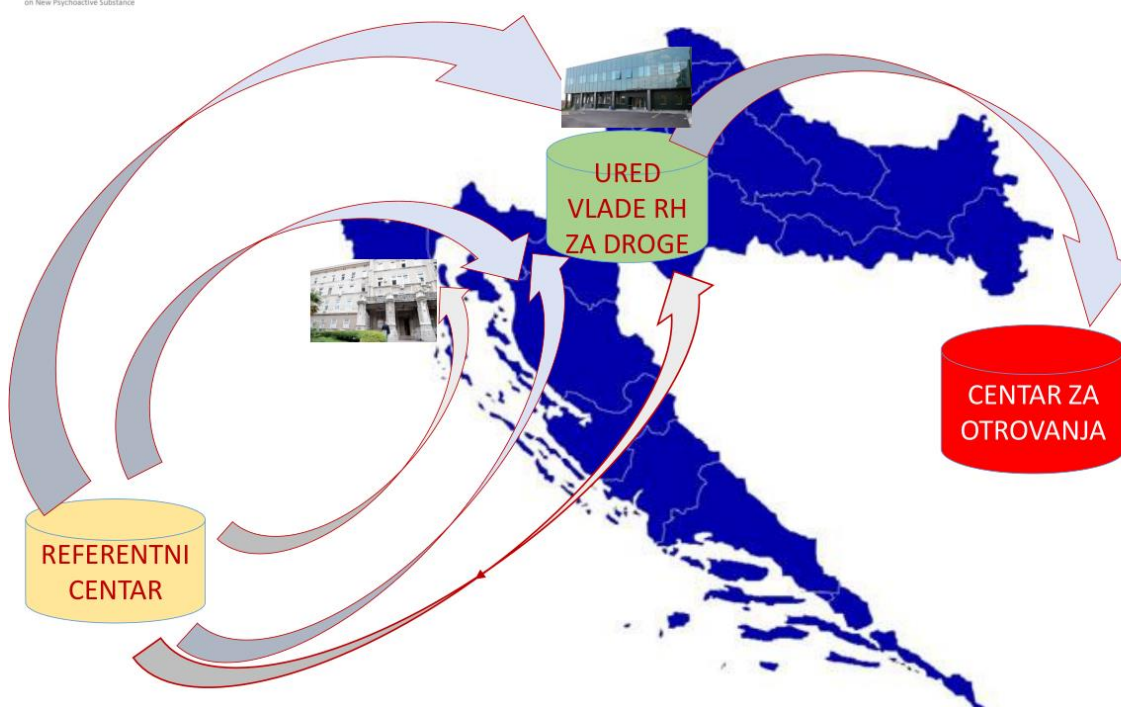 on New Psychoactive Substance
URED
VLADE RH
ZA DROGE
CENTAR ZA
OTROVANJA
REFERENTNI
CENTAR